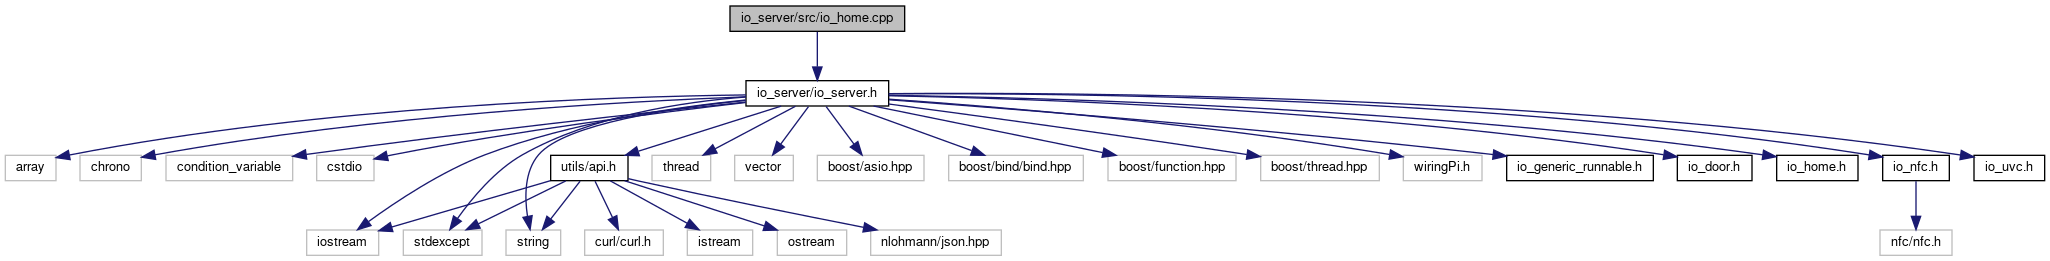 io_server/src/io_home.cpp
io_server/io_server.h
array
chrono
condition_variable
cstdio
utils/api.h
thread
vector
boost/asio.hpp
boost/bind/bind.hpp
boost/function.hpp
boost/thread.hpp
wiringPi.h
io_generic_runnable.h
io_door.h
io_home.h
io_nfc.h
io_uvc.h
iostream
stdexcept
string
curl/curl.h
istream
ostream
nlohmann/json.hpp
nfc/nfc.h